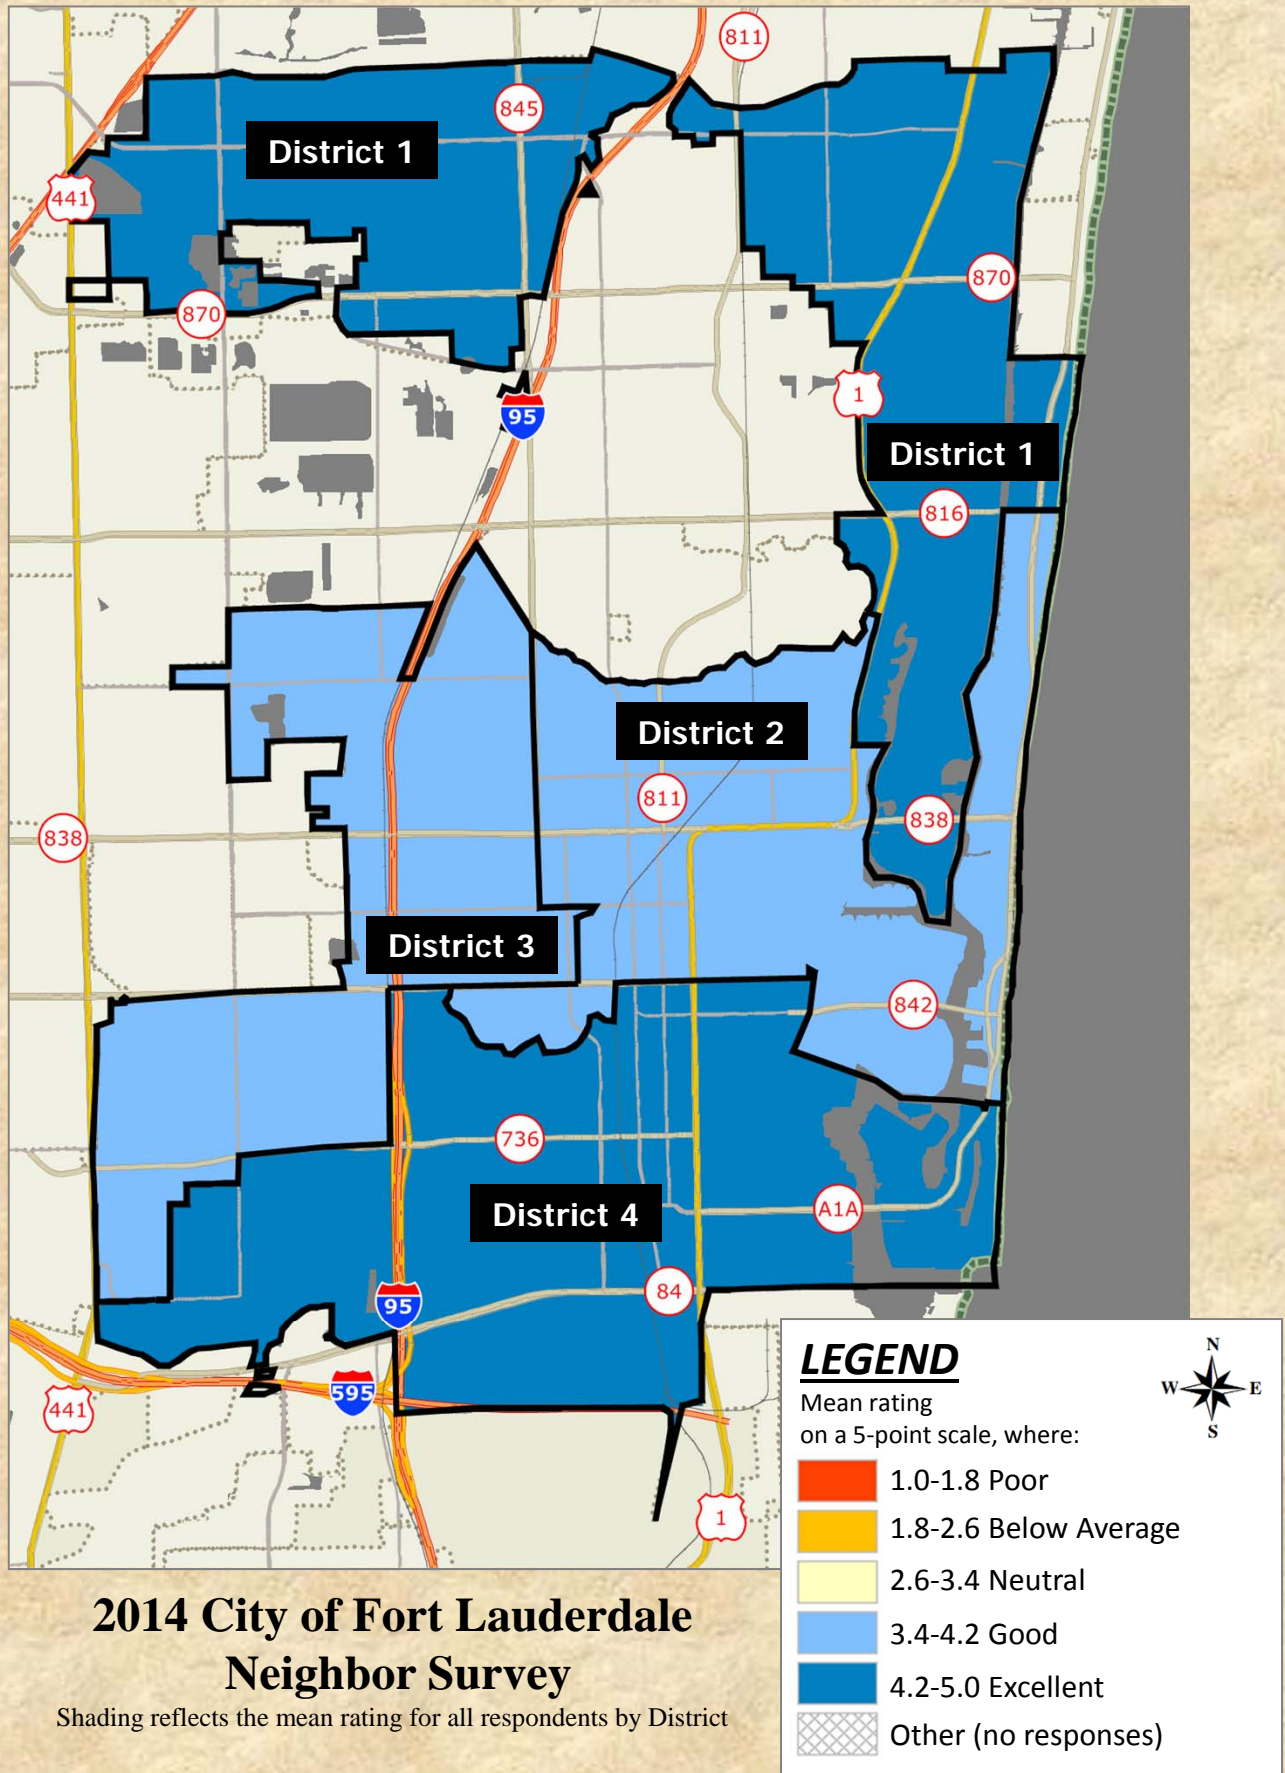 811
845
District 1
441
870
870
1
95
District 1
816
District 2
811
838
838
District 3
842
736
A1A
District 4
84
95
595
441
1
LEGEND
Mean rating
on a 5-point scale, where:
1.0-1.8 Poor
1.8-2.6 Below Average
2.6-3.4 Neutral
3.4-4.2 Good
4.2-5.0 Excellent
Other (no responses)
N
W E
S
2014 City of Fort Lauderdale
Neighbor Survey
Shading reflects the mean rating for all respondents by District